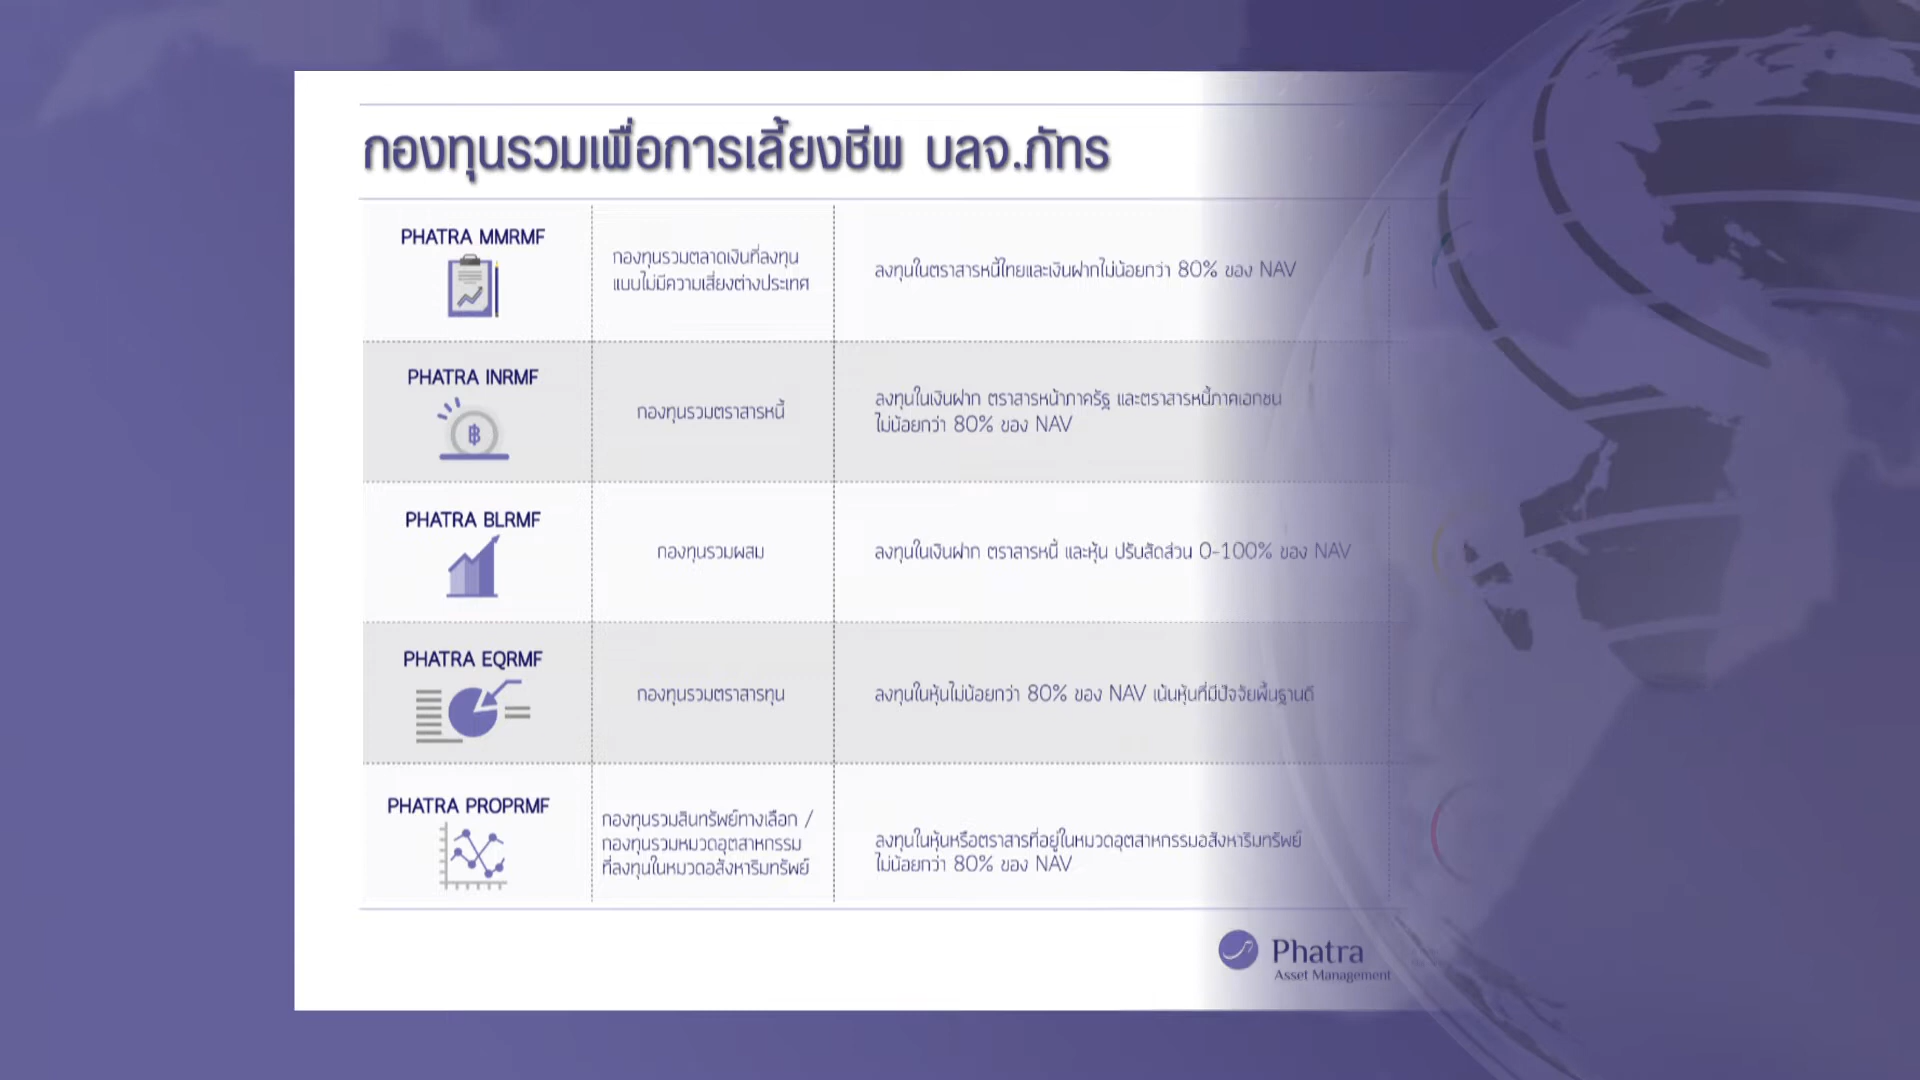 กองทุนรวมเพื่อการเลี้ยงชีพ บลจ.ภัทร
PHATRA MMRMF
กองทุนรวมตลาดเงินที่ลงทุน
แบบไม่มีความเสี่ยงต่างประเทศ
ลงทุนในตราสารหนี้ไทยและเงินฝากไม่น้อยกว่า 80% ของ NAV
PHATRA INRMF
฿
กองทุนรวมตราสารหนี้
ลงทุนในเงินฝาก ตราสารหน้าภาครัฐ และตราสารหนี้ภาคเอกชน
ไม่น้อยกว่า 80% ของ NAV
PHATRA BLRMF
กองทุนรวมผสม
ลงทุนในเงินฝาก ตราสารหนี้ และหุ้น ปรับสัดส่วน 0-100% ของ NAV
PHATRA EQRMF
กองทุนรวมตราสารทุน
ลงทุนในหุ้นไม่น้อยกว่า 80% ของ NAV เน้นหุ้นที่มีปัจจัยพื้นฐานดี
PHATRA PROPRMF
กองทุนรวมสินทรัพย์ทางเลือก /
กองทุนรวมหมวดอุตสาหกรรม
ที่ลงทุนในหมวดอสังหาริมทรัพย์
ลงทุนในหุ้นหรือตราสารที่อยู่ในหมวดอุตสาหกรรมอสังหาริมทรัพย์
ไม่น้อยกว่า 80% ของ NAV
Phatra
Asset Management